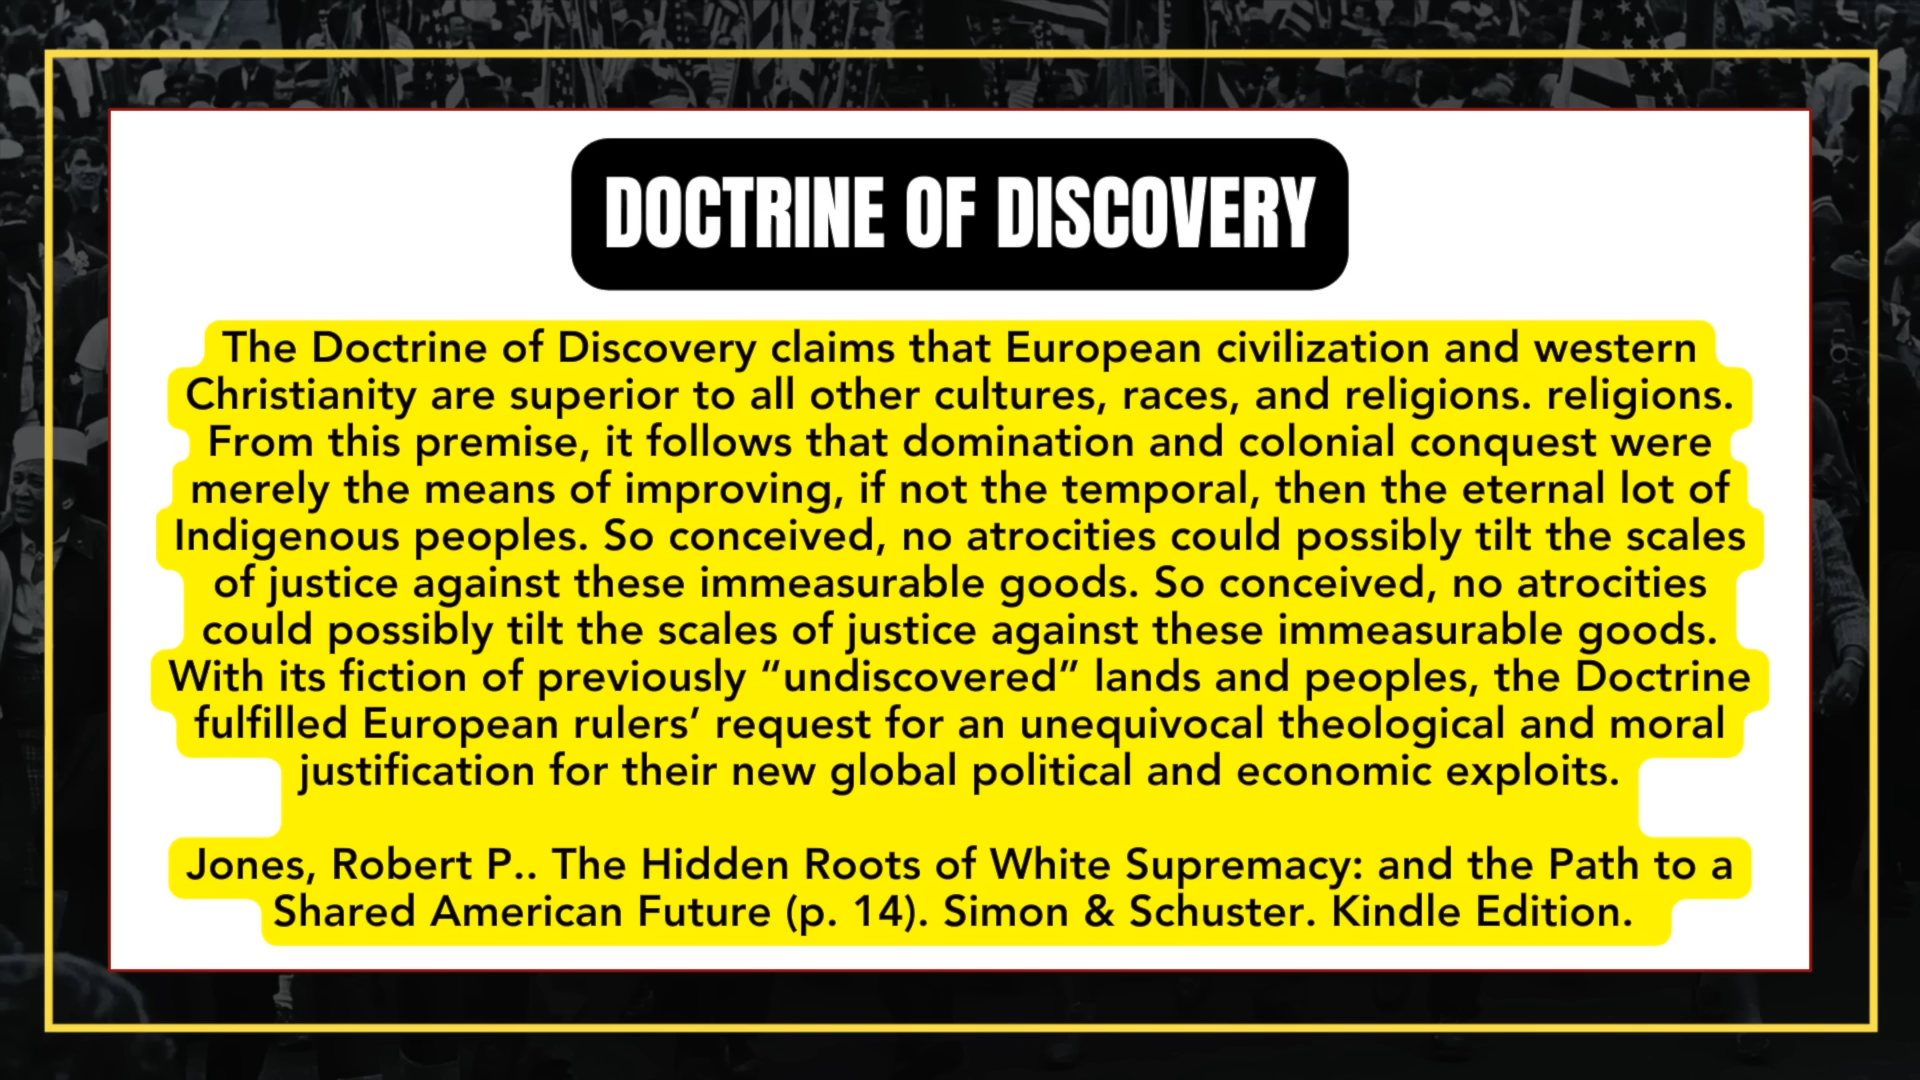 DOCTRINE OF DISCOVERY
The Doctrine of Discovery claims that European civilization and western
Christianity are superior to all other cultures, races, and religions. religions.
From this premise, it follows that domination and colonial conquest were
merely the means of improving, if not the temporal, then the eternal lot of
Indigenous peoples. So conceived, no atrocities could possibly tilt the scales
of justice against these immeasurable goods. So conceived, no atrocities
could possibly tilt the scales of justice against these immeasurable goods.
With its fiction of previously “undiscovered” lands and peoples, the Doctrine
fulfilled European rulers’ request for an unequivocal theological and moral
justification for their new global political and economic exploits.
Jones, Robert P.. The Hidden Roots of White Supremacy: and the Path to a
Shared American Future (p. 14). Simon & Schuster. Kindle Edition.